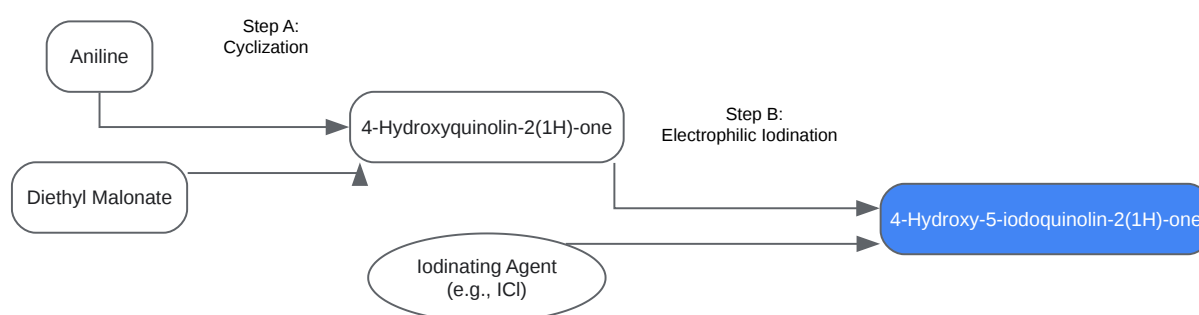 Step A:
Cyclization
Aniline
4-Hydroxyquinolin-2(1H)-one
Step B:
Electrophilic Iodination
Diethyl Malonate
4-Hydroxy-5-iodoquinolin-2(1H)-one
Iodinating Agent
(e.g., ICl)